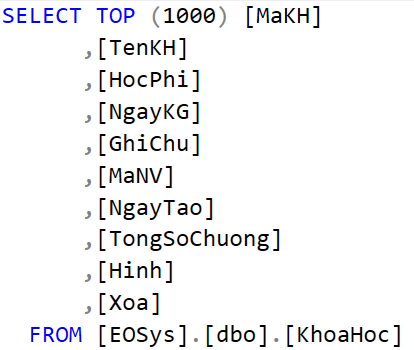 SELECT TOP (1000) [MaKH]
,[TenKH]
,[HocPhi]
,[NgayKG]
,[GhiChu]
,[MaNV]
,[NgayTao]
,[TongSoChuong]
,[Hinh]
,[Xoa]
FROM [EOSys].[dbo].[KhoaHoc]